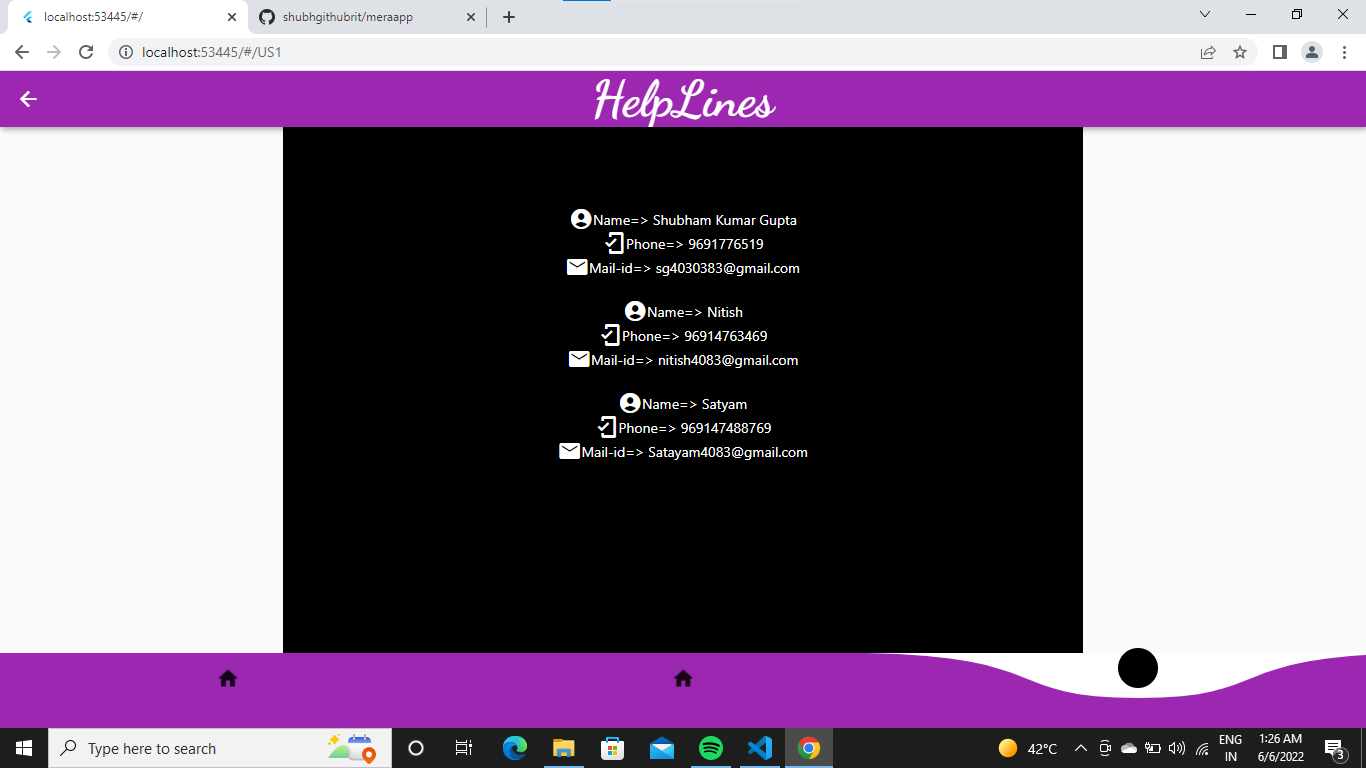 localhost:53445/#/
shubhgithubrit/meraapp
localhost:53445/#/US1
HelpLines
Name=> Shubham Kumar Gupta
Phone=> 9691776519
Mail-id=> sg4030383@gmail.com
Name=> Nitish
Phone=> 96914763469
Mail-id=> nitish4083@gmail.com
Name=> Satyam
Phone=> 969147488769
Mail-id=> Satayam4083@gmail.com
Type here to search
42°C
ENG
IN
1:26 AM
6/6/2022
3